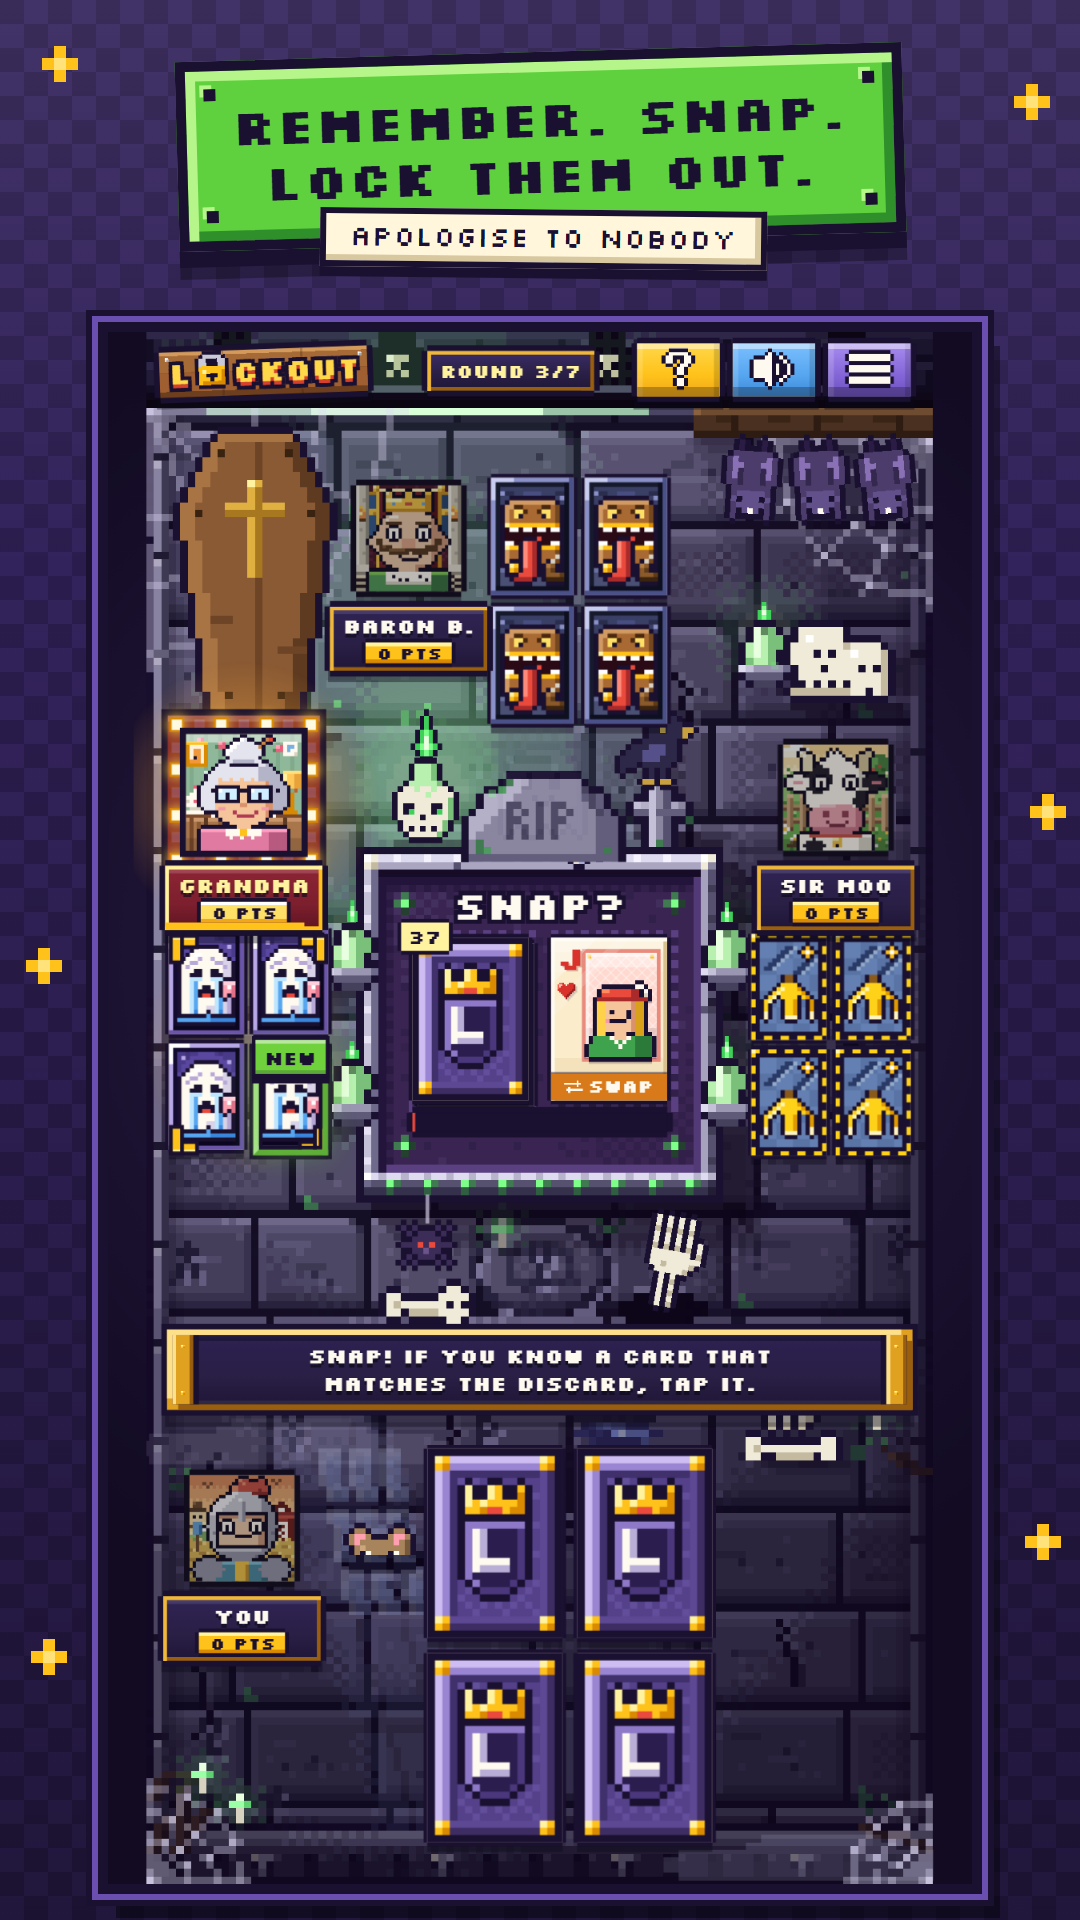 REMEMBER. SNAP.
LOCK THEM OUT.
APOLOGISE TO NOBODY
LOCKOUT
ROUND 3/7
?
BARON B.
0 PTS
RIP
GRANDMA
0 PTS
SIR MOO
0 PTS
SNAP?
37
L
J
SWAP
NEW
SNAP! IF YOU KNOW A CARD THAT
MATCHES THE DISCARD, TAP IT.
YOU
0 PTS
L
L
L
L